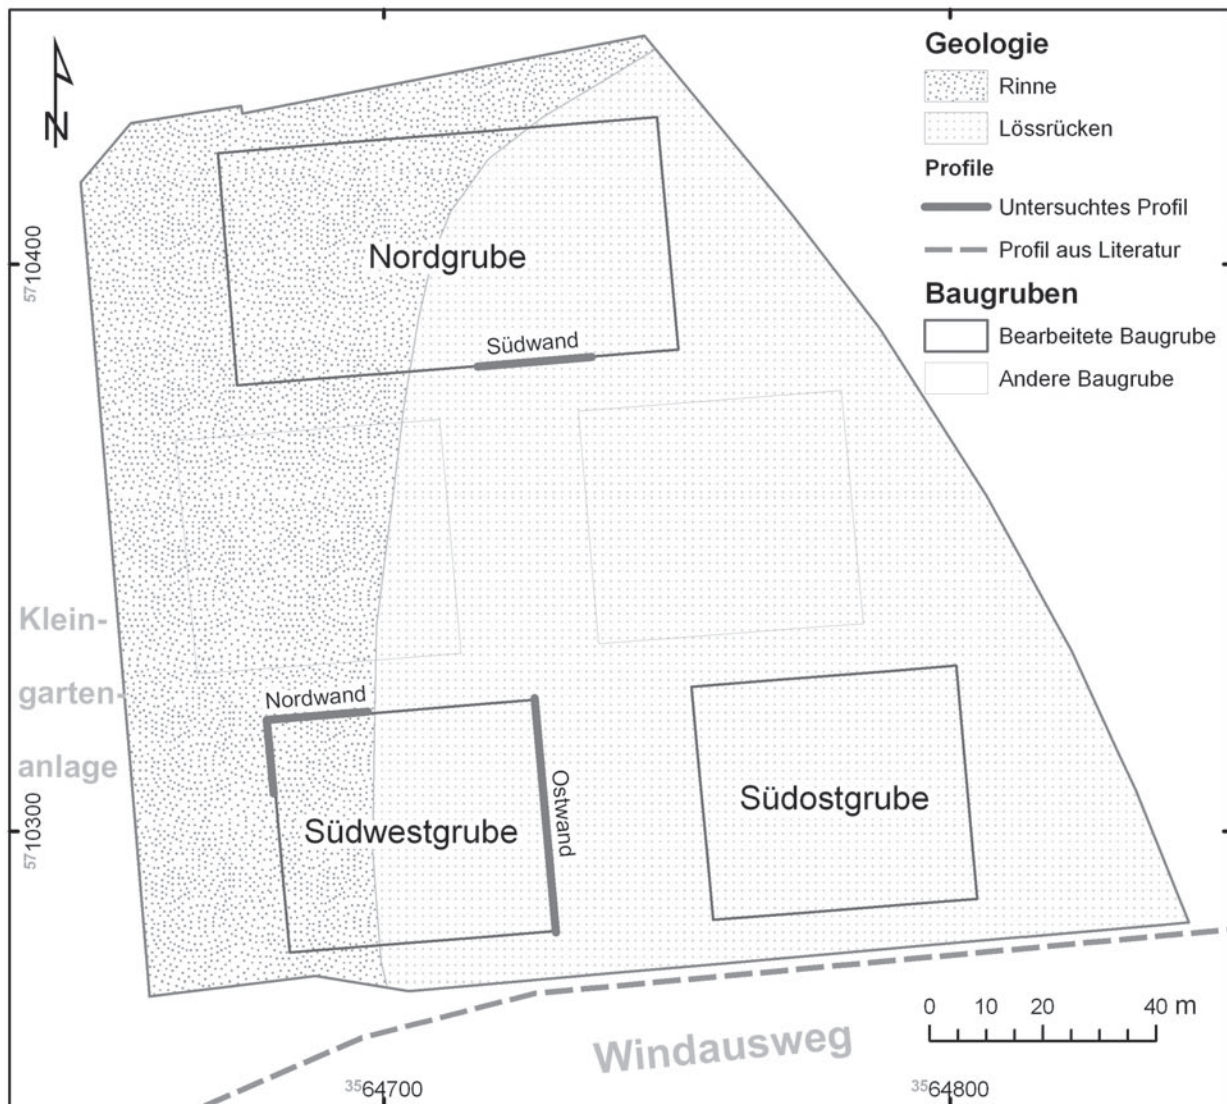 Geologie
Rinne
Lössrücken
Profile
Untersuchtes Profil
Profil aus Literatur
Baugruben
Bearbeitete Baugrube
Andere Baugrube
N
5710400
Nordgrube
Südwand
Klein-
garten-
anlage
Nordwand
Ostwand
Südwestgrube
Südostgrube
5710300
Windausweg
0 10 20 40 m
3564700
3564800